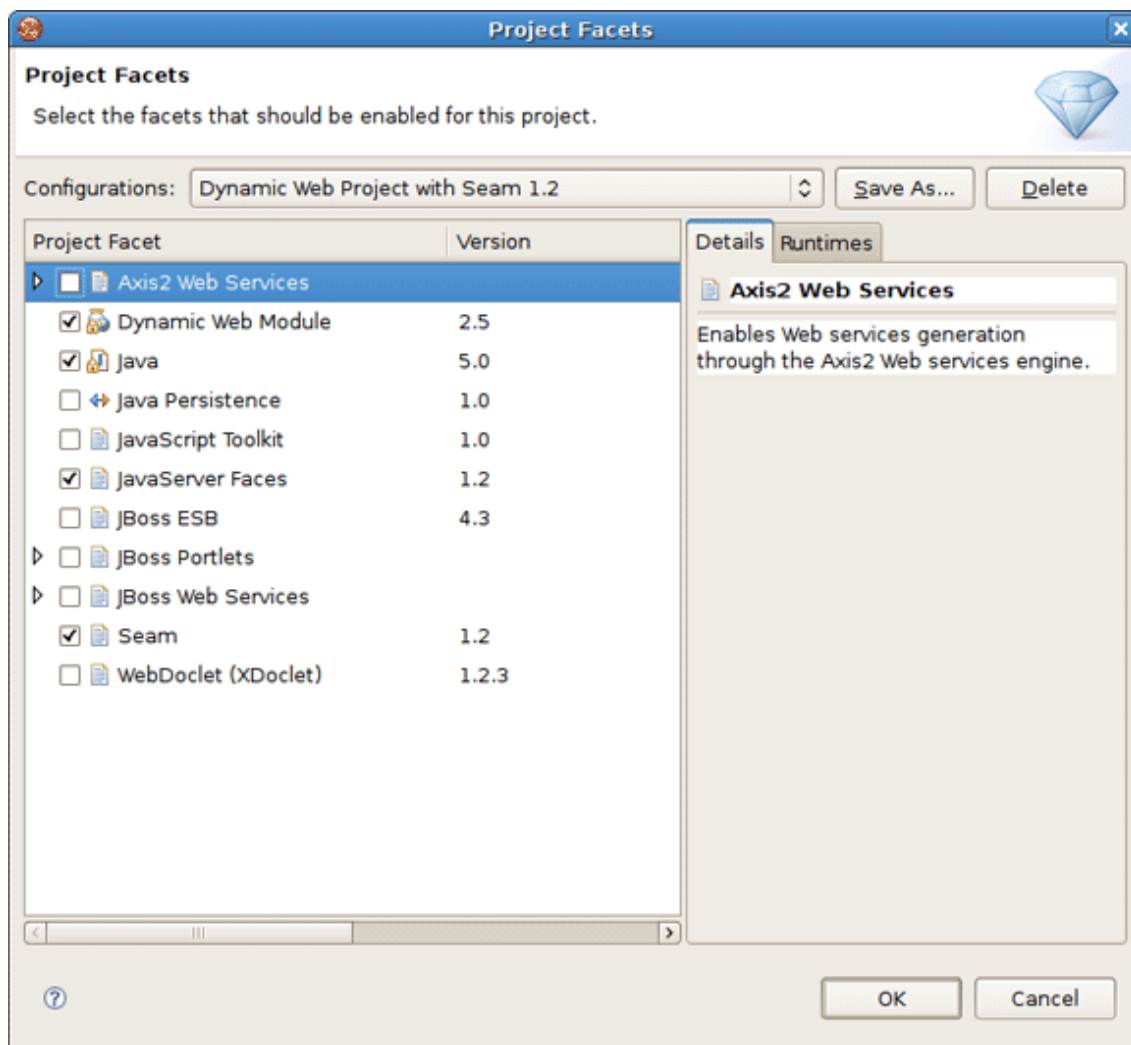 Project Facets
Project Facets
Select the facets that should be enabled for this project.
Configurations: Dynamic Web Project with Seam 1.2 Save As... Delete
Project Facet Version
Axis2 Web Services
Dynamic Web Module 2.5
Java 5.0
Java Persistence 1.0
JavaScript Toolkit 1.0
JavaServer Faces 1.2
JBoss ESB 4.3
JBoss Portlets
JBoss Web Services
Seam 1.2
WebDoclet (XDoclet) 1.2.3
Details Runtimes
Axis2 Web Services
Enables Web services generation
through the Axis2 Web services engine.
OK Cancel